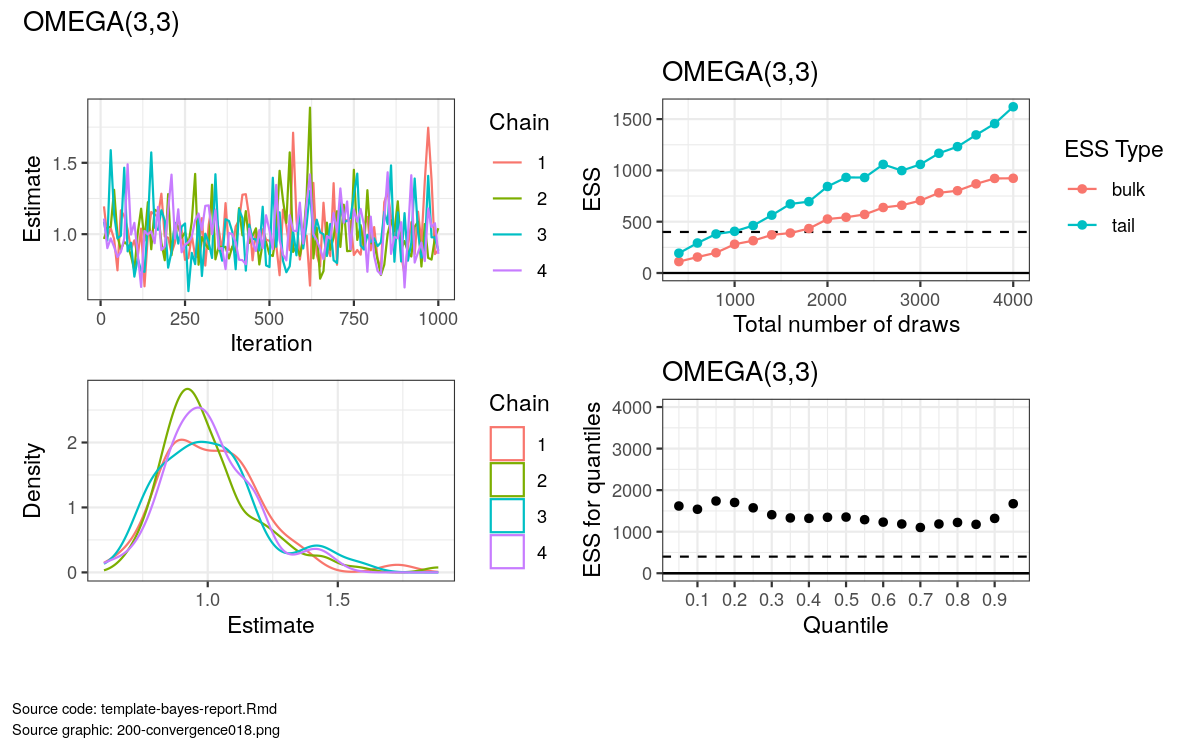 OMEGA(3,3)
Estimate
1.5
1.0
0
250
500
750
1000
Iteration
Chain
1
2
3
4
OMEGA(3,3)
ESS
1500
1000
500
0
1000
2000
3000
4000
Total number of draws
ESS Type
bulk
tail
Density
2
1
0
1.0
1.5
Estimate
Chain
1
2
3
4
OMEGA(3,3)
ESS for quantiles
4000
3000
2000
1000
0
0.1 0.2 0.3 0.4 0.5 0.6 0.7 0.8 0.9
Quantile
Source code: template-bayes-report.Rmd
Source graphic: 200-convergence018.png